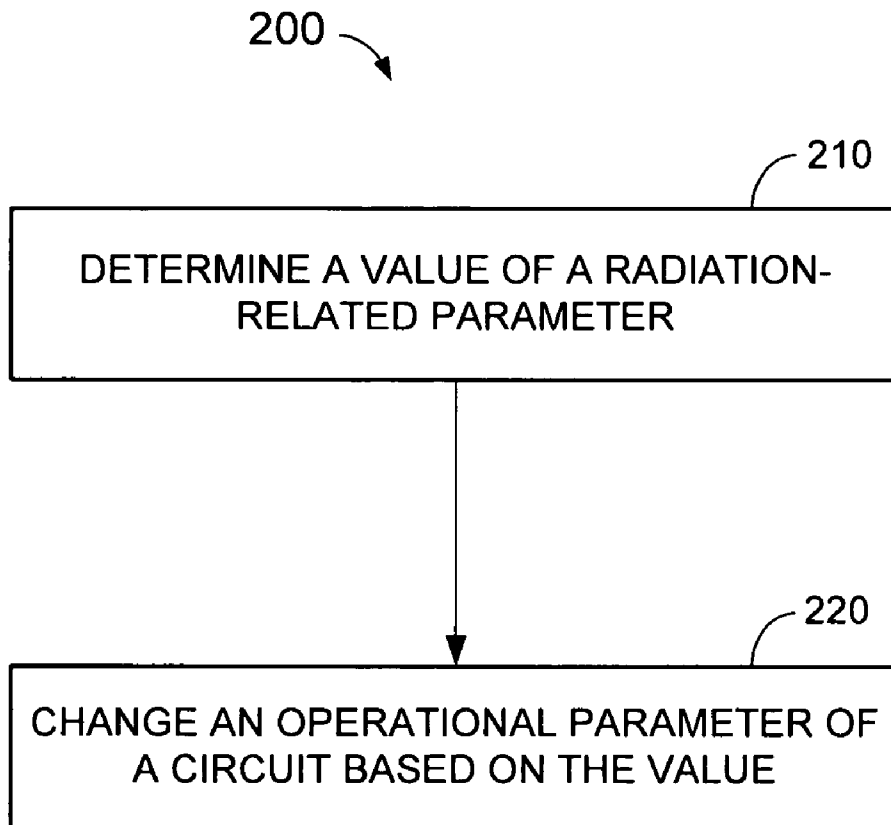 200
210
DETERMINE A VALUE OF A RADIATION-
RELATED PARAMETER
220
CHANGE AN OPERATIONAL PARAMETER OF
A CIRCUIT BASED ON THE VALUE